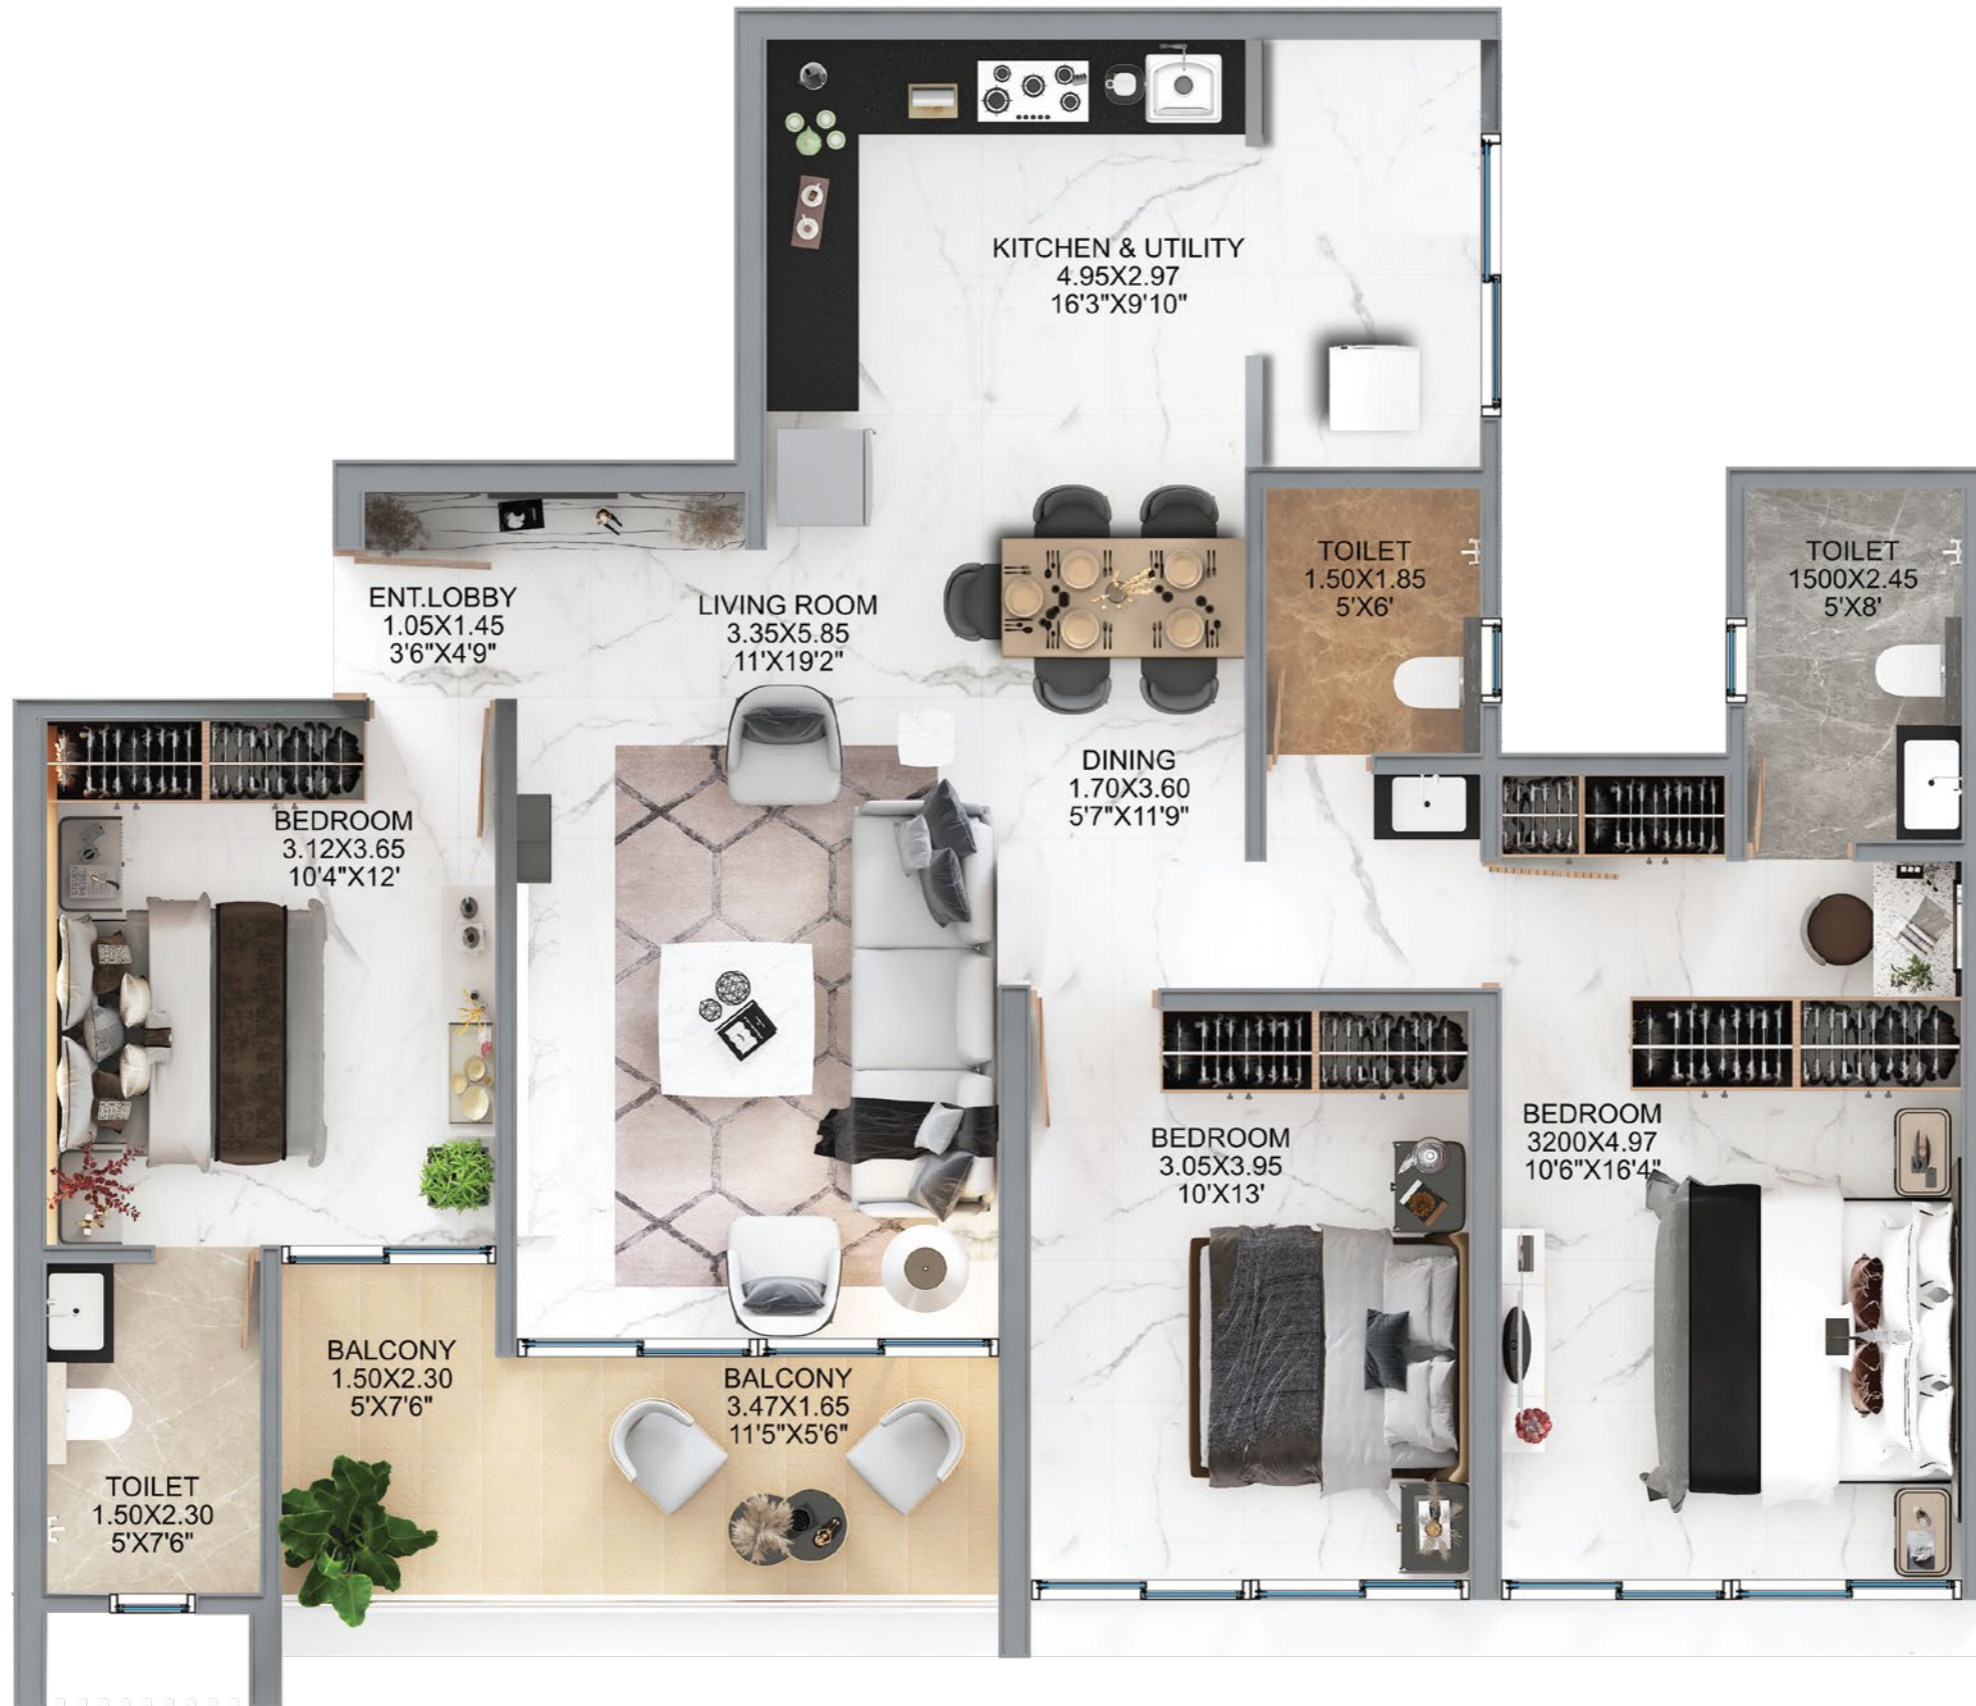 KITCHEN & UTILITY
4.95X2.97
16'3"X9'10"
TOILET
1.50X1.85
5'X6'
TOILET
1500X2.45
5'X8'
ENT.LOBBY
1.05X1.45
3'6"X4'9"
LIVING ROOM
3.35X5.85
11'X19'2"
DINING
1.70X3.60
5'7"X11'9"
BEDROOM
3.12X3.65
10'4"X12'
BEDROOM
3.05X3.95
10'X13'
BEDROOM
3200X4.97
10'6"X16'4"
BALCONY
1.50X2.30
5'X7'6"
BALCONY
3.47X1.65
11'5"X5'6"
TOILET
1.50X2.30
5'X7'6"